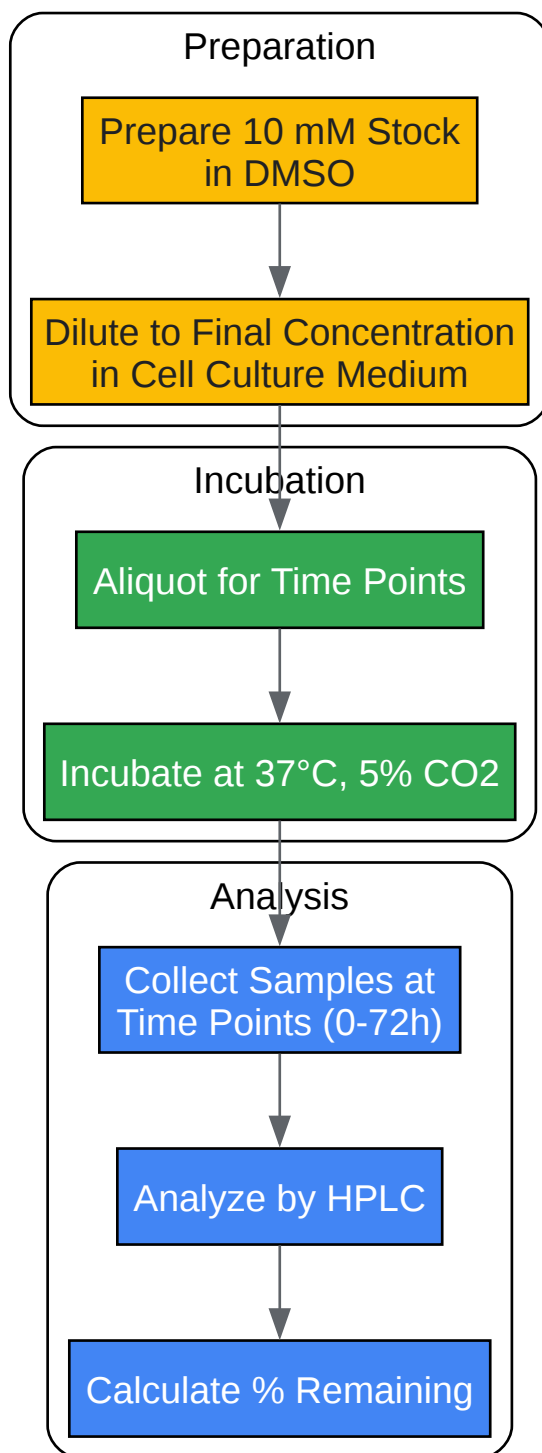 Preparation
Prepare 10 mM Stock
in DMSO
Dilute to Final Concentration
in Cell Culture Medium
Incubation
Aliquot for Time Points
Incubate at 37°C, 5% CO2
Analysis
Collect Samples at
Time Points (0-72h)
Analyze by HPLC
Calculate % Remaining